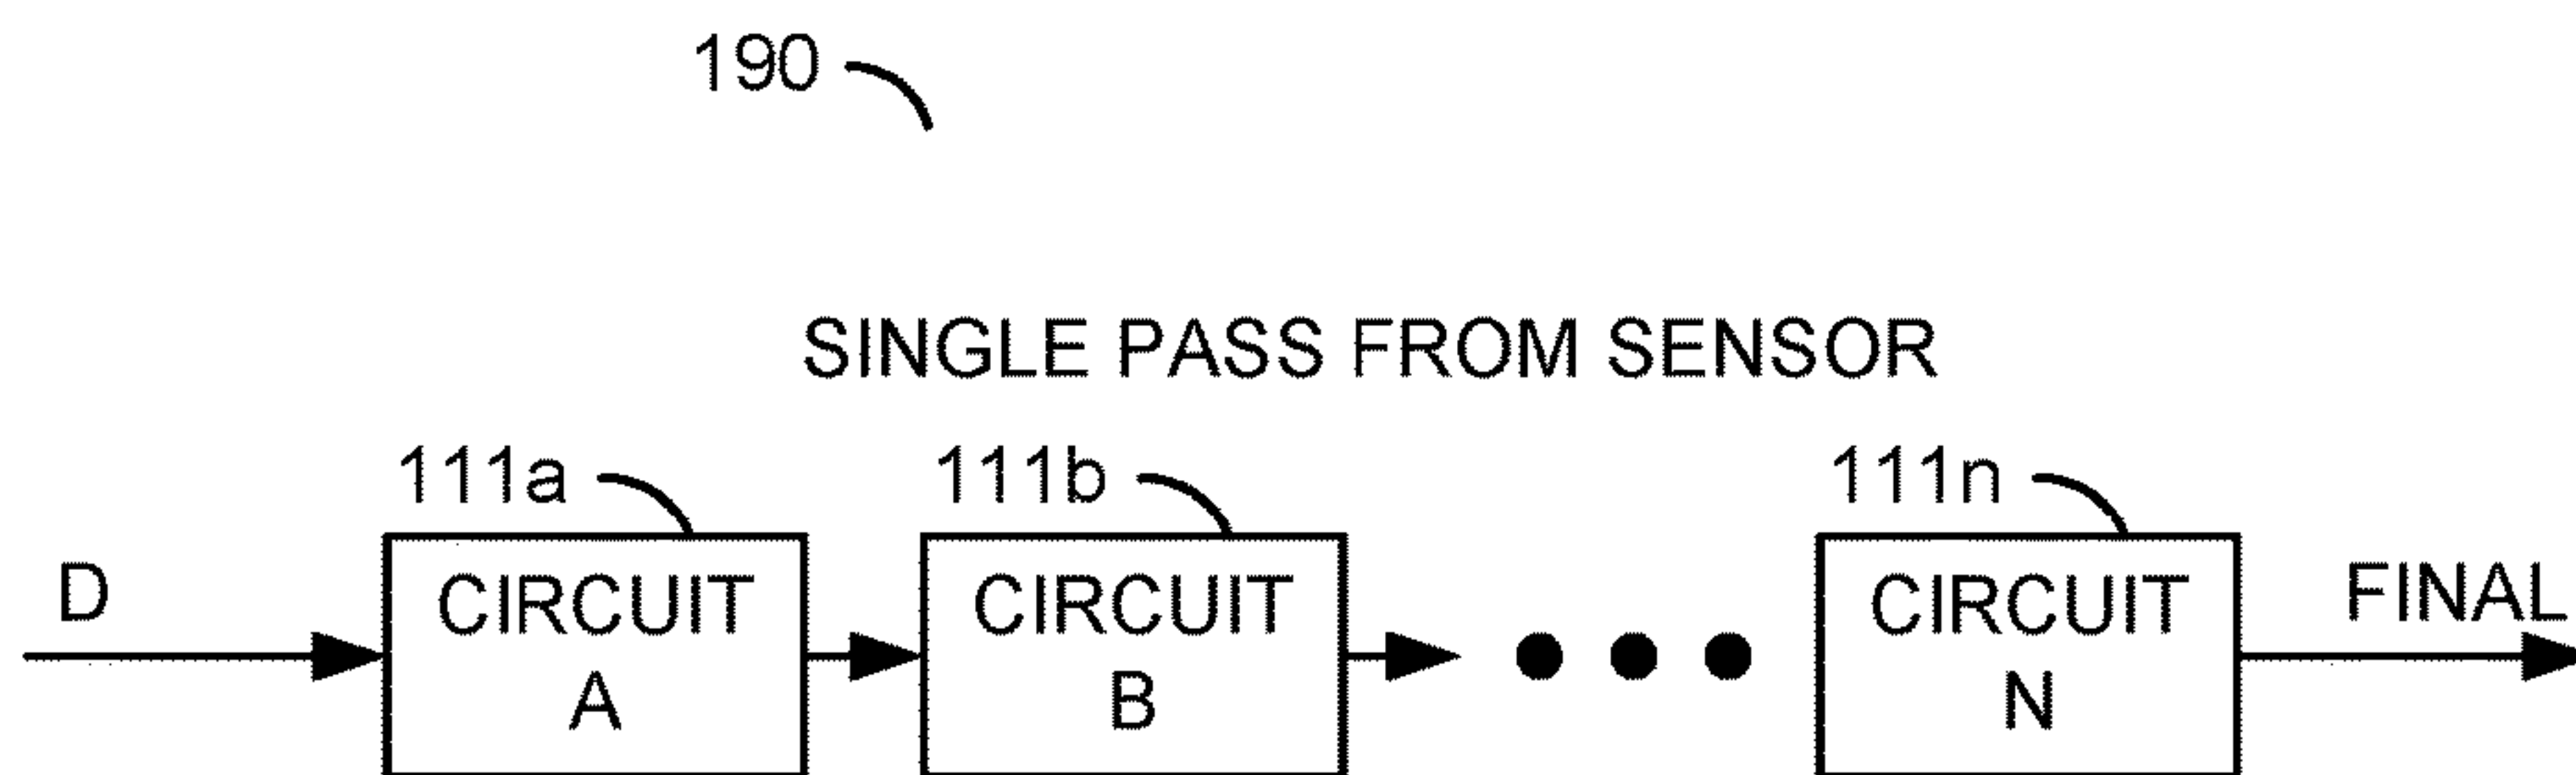 190
SINGLE PASS FROM SENSOR
111a 111b 111n
D CIRCUIT A CIRCUIT B CIRCUIT N FINAL